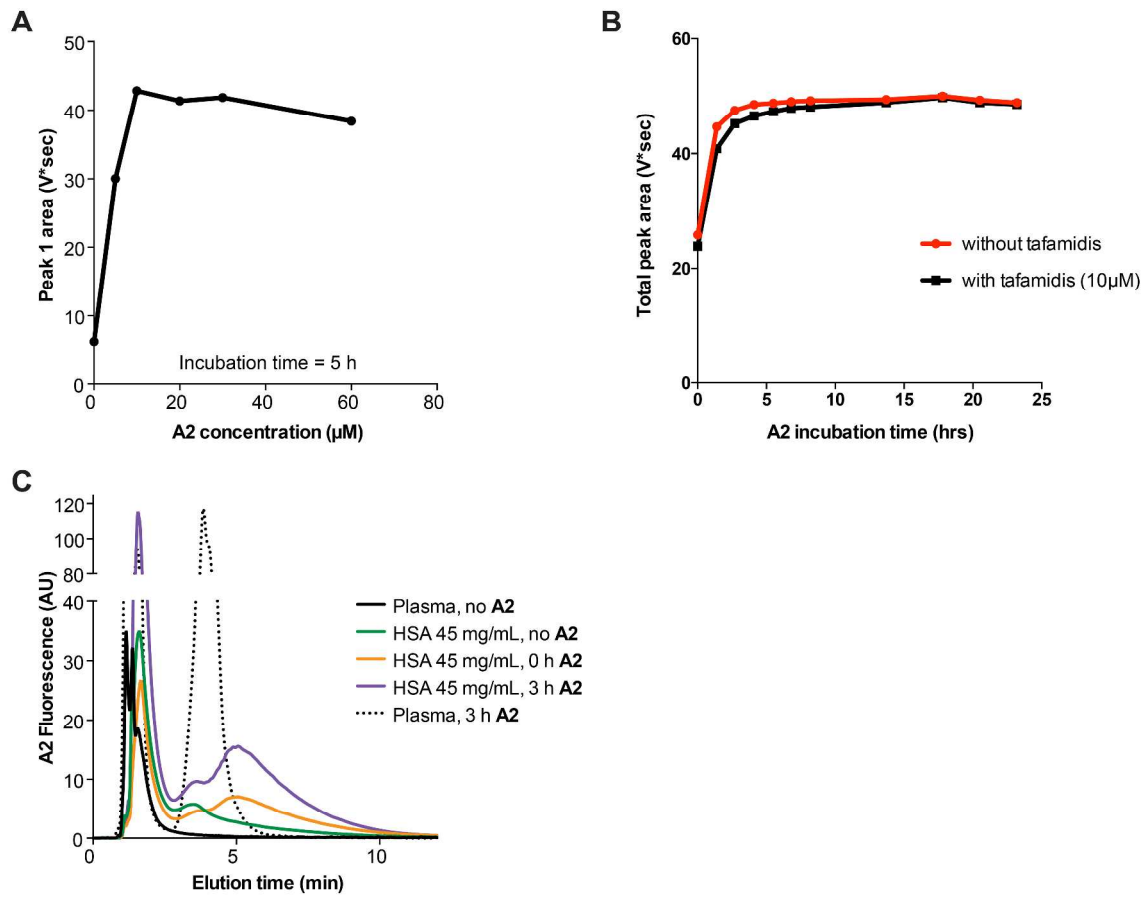 A
50
40
30
20
10
0
Peak 1 area (V*sec)
Incubation time = 5 h
0 20 40 60 80
A2 concentration (µM)
B
60
40
20
0
Total peak area (V*sec)
without tafamidis
with tafamidis (10µM)
0 5 10 15 20 25
A2 incubation time (hrs)
C
120
100
80
40
30
20
10
0
A2 Fluorescence (AU)
Plasma, no A2
HSA 45 mg/mL, no A2
HSA 45 mg/mL, 0 h A2
HSA 45 mg/mL, 3 h A2
Plasma, 3 h A2
0 5 10
Elution time (min)